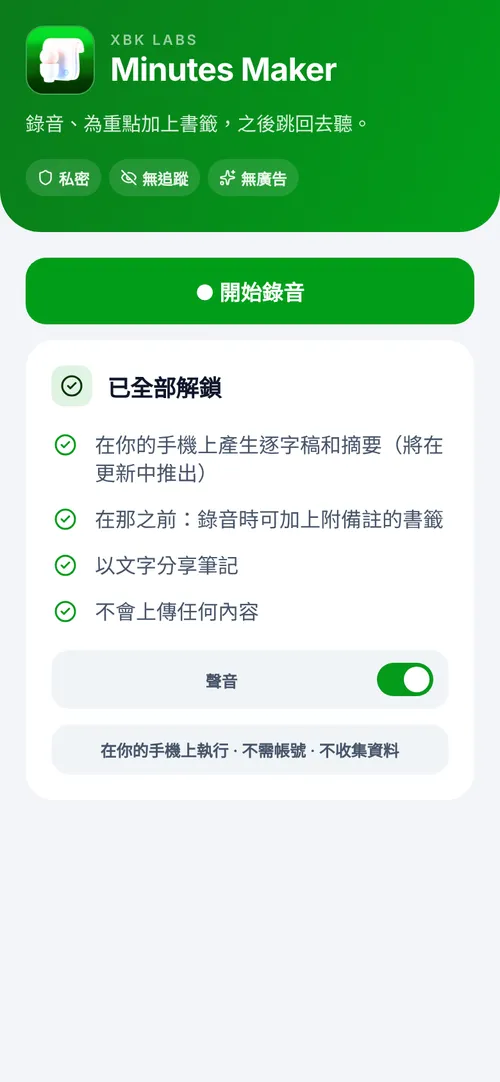 XBK LABS
Minutes Maker
錄音、為重點加上書籤，之後跳回去聽。
私密
無追蹤
無廣告
開始錄音
已全部解鎖
在你的手機上產生逐字稿和摘要（將在
更新中推出）
在那之前：錄音時可加上附備註的書籤
以文字分享筆記
不會上傳任何內容
聲音
在你的手機上執行 · 不需帳號 · 不收集資料